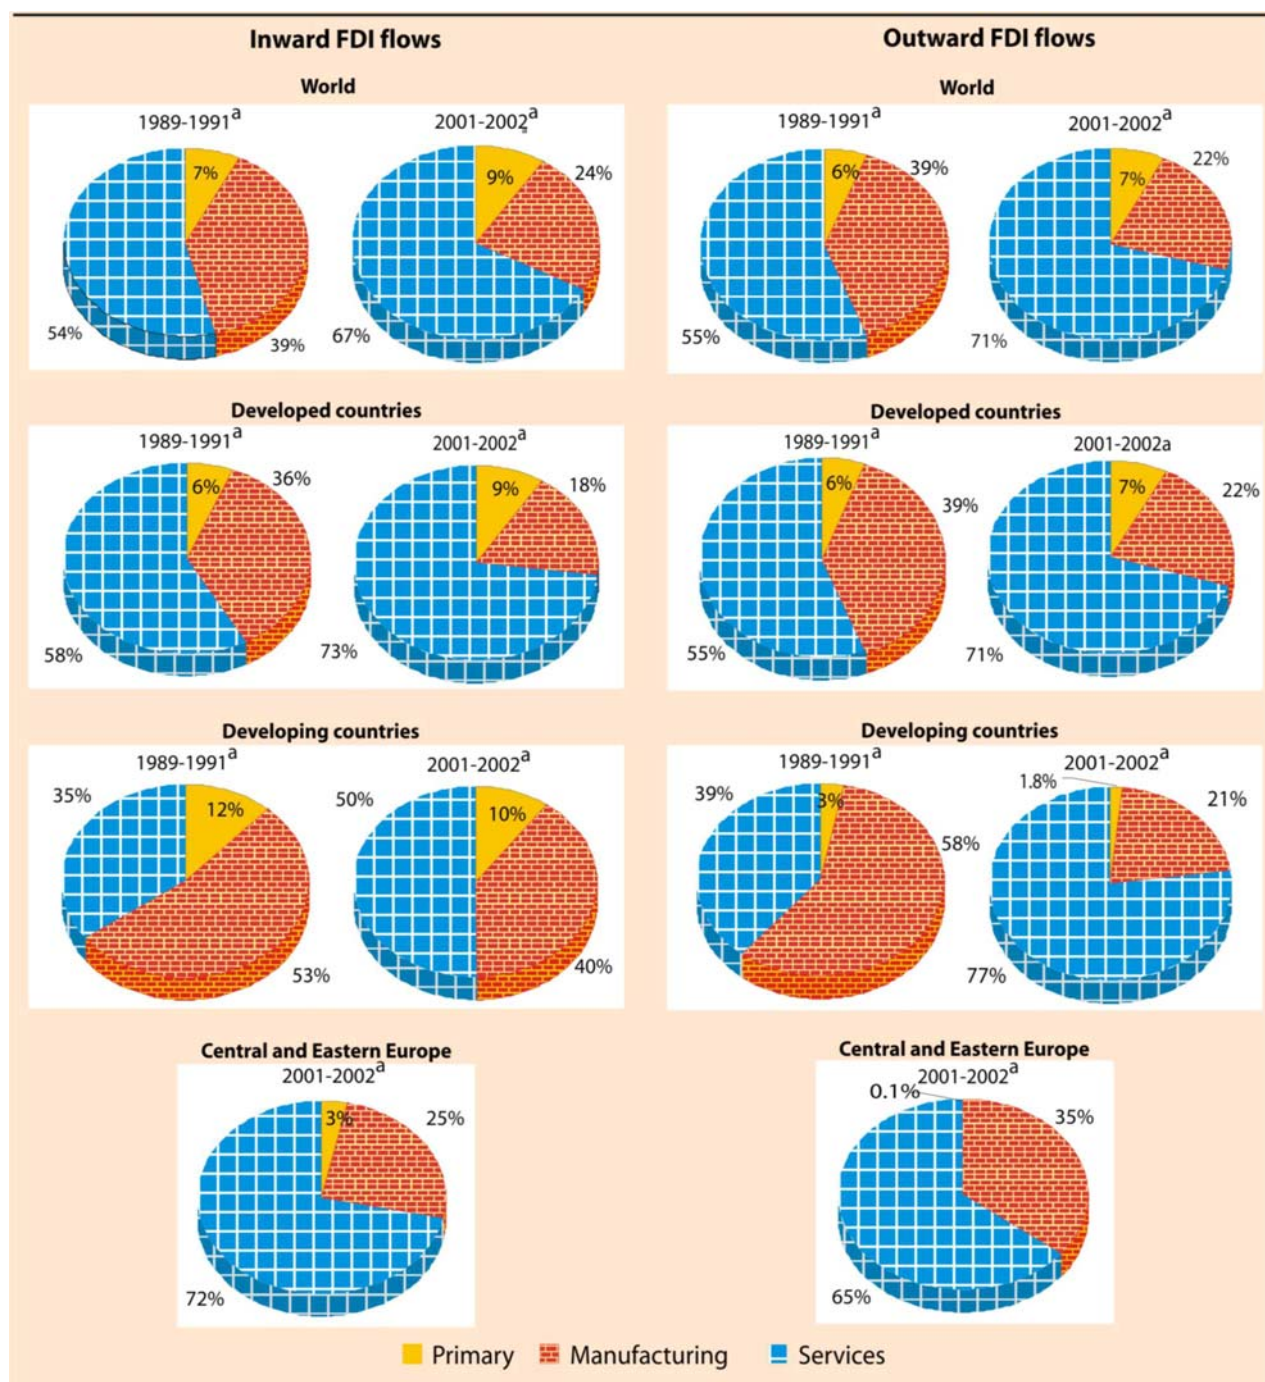 Inward FDI flows
Outward FDI flows
World
1989-1991a
2001-2002a
7%
39%
54%
9%
24%
67%
World
1989-1991a
2001-2002a
6%
39%
55%
7%
22%
71%
Developed countries
1989-1991a
2001-2002a
6%
36%
58%
9%
18%
73%
Developed countries
1989-1991a
2001-2002a
6%
39%
55%
7%
22%
71%
Developing countries
1989-1991a
2001-2002a
12%
53%
35%
10%
40%
50%
Developing countries
1989-1991a
2001-2002a
3%
58%
39%
1.8%
21%
77%
Central and Eastern Europe
2001-2002a
3%
25%
72%
Central and Eastern Europe
2001-2002a
0.1%
35%
65%
Primary
Manufacturing
Services